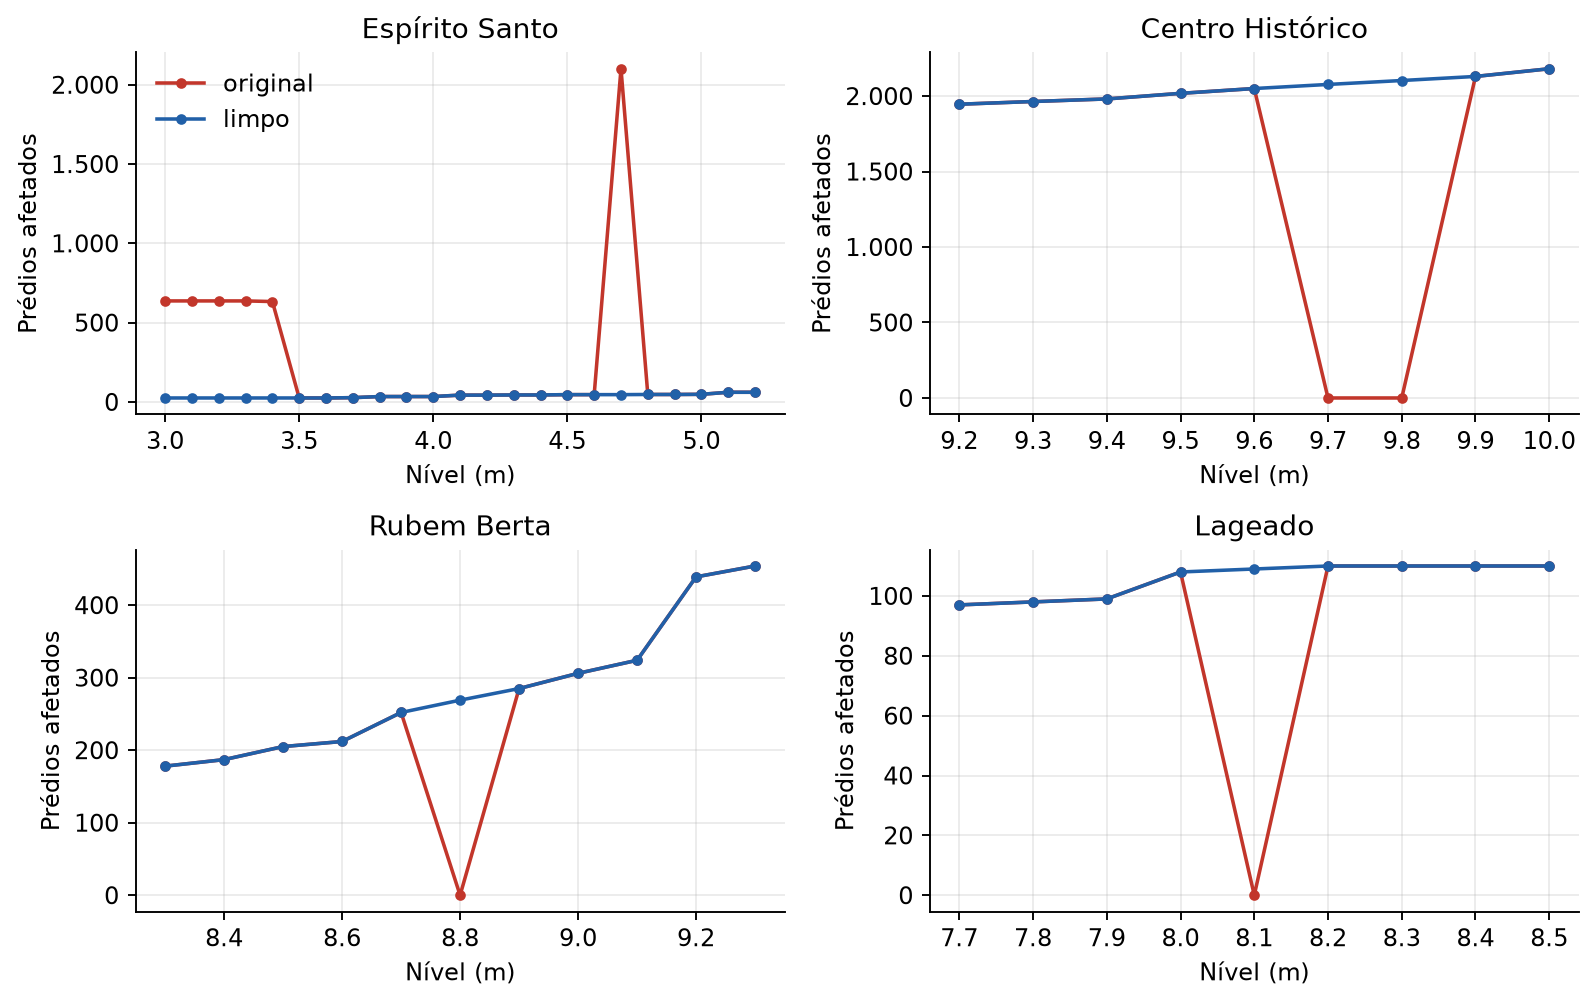 Espírito Santo
original
limpo
Prédios afetados
2.000
1.500
1.000
500
0
3.0 3.5 4.0 4.5 5.0
Nível (m)
Centro Histórico
Prédios afetados
2.000
1.500
1.000
500
0
9.2 9.3 9.4 9.5 9.6 9.7 9.8 9.9 10.0
Nível (m)
Rubem Berta
Prédios afetados
400
300
200
100
0
8.4 8.6 8.8 9.0 9.2
Nível (m)
Lageado
Prédios afetados
100
80
60
40
20
0
7.7 7.8 7.9 8.0 8.1 8.2 8.3 8.4 8.5
Nível (m)